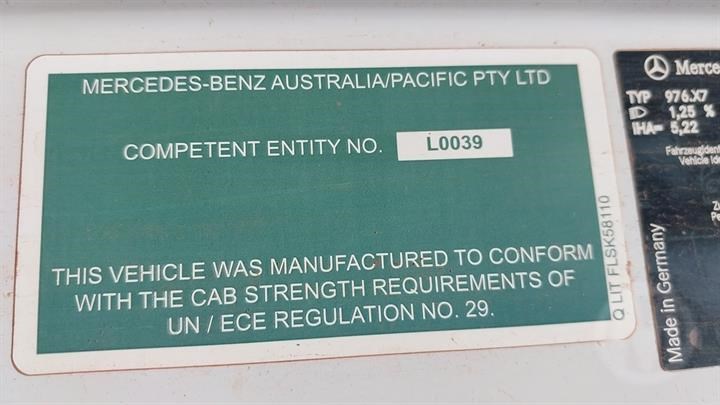 MERCEDES-BENZ AUSTRALIA/PACIFIC PTY LTD
COMPETENT ENTITY NO. L0039
THIS VEHICLE WAS MANUFACTURED TO CONFORM
WITH THE CAB STRENGTH REQUIREMENTS OF
UN / ECE REGULATION NO. 29.
Q LIT FLSK58110
TYP 976.X7
1,25 %
IHA= 5,22
Made in Germany